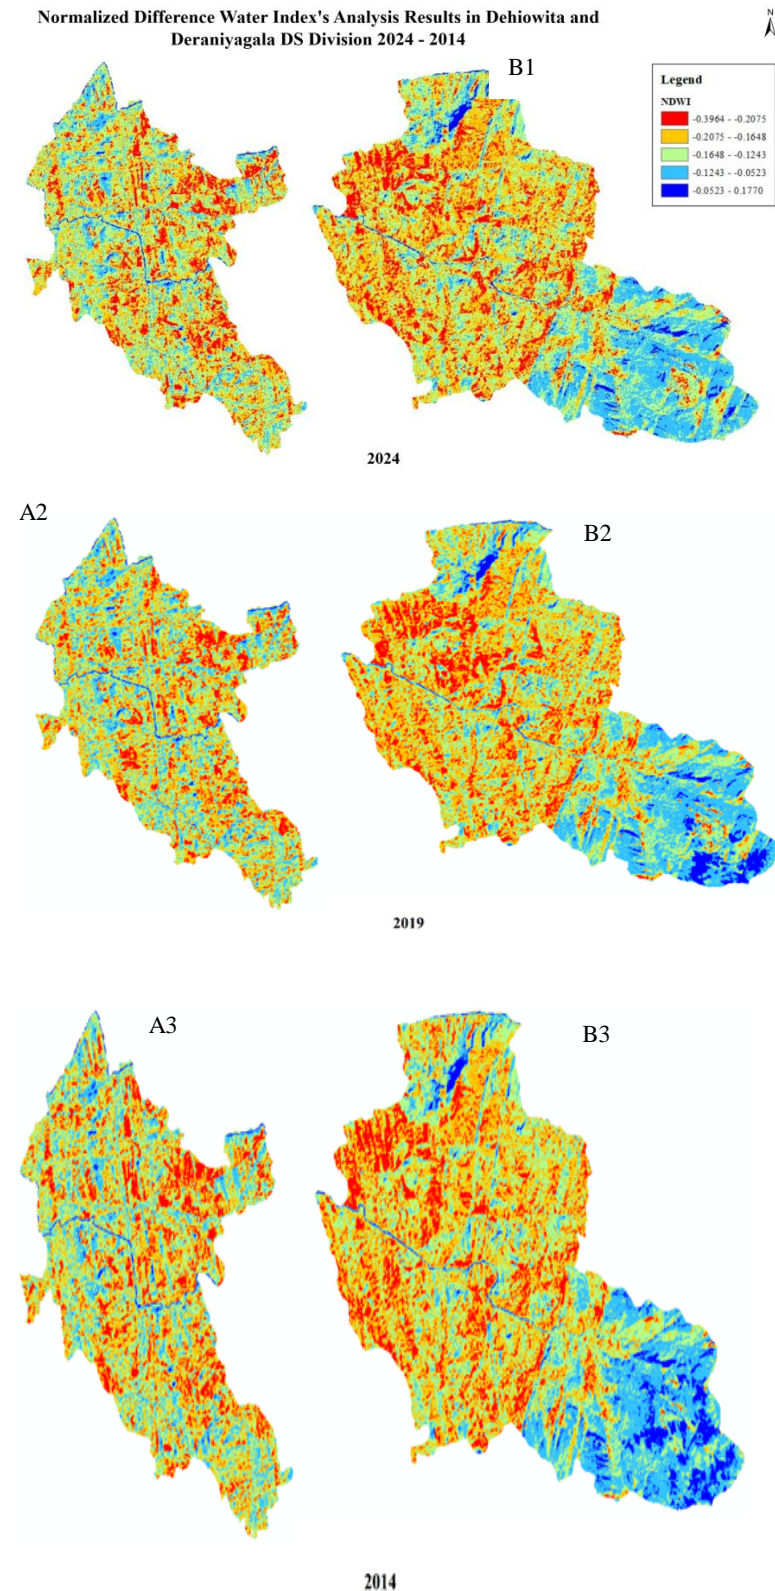 Normalized Difference Water Index's Analysis Results in Dehiowita and
Deraniyagala DS Division 2024 - 2014
N
B1
Legend
NDWI
-0.3964 - -0.2075
-0.2075 - -0.1648
-0.1648 - -0.1243
-0.1243 - -0.0523
-0.0523 - 0.1770
2024
A2
B2
2019
A3
B3
2014